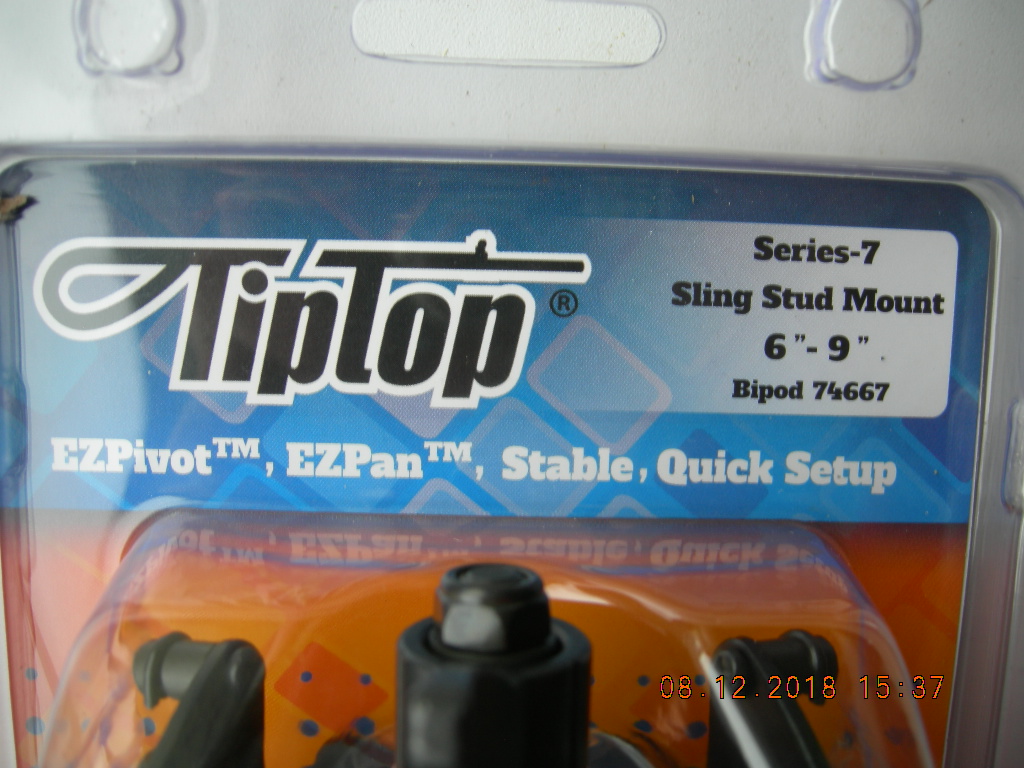 TipTop®
Series-7
Sling Stud Mount
6"- 9"
Bipod 74667
EZPivot™, EZPan™, Stable, Quick Setup
08.12.2018 15:37